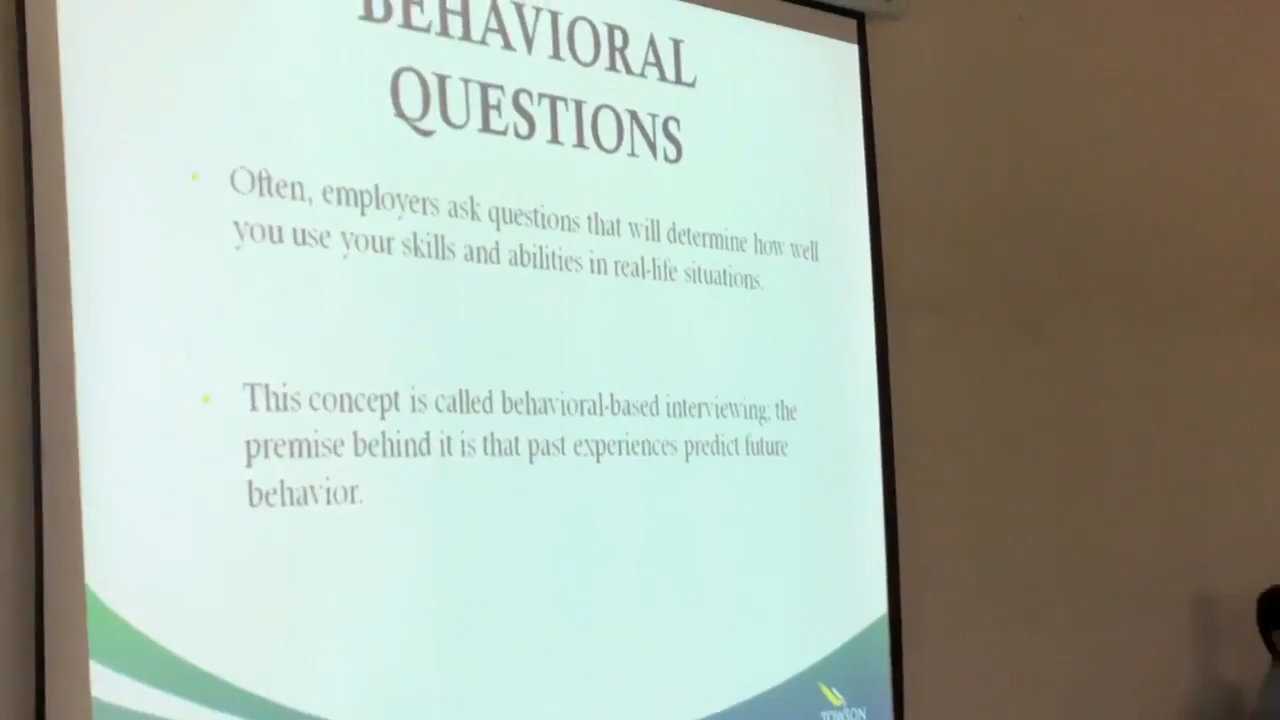 BEHAVIORAL
QUESTIONS
Often, employers ask questions that will determine how well
you use your skills and abilities in real-life situations.
This concept is called behavioral-based interviewing; the
premise behind it is that past experiences predict future
behavior.
TOWSON